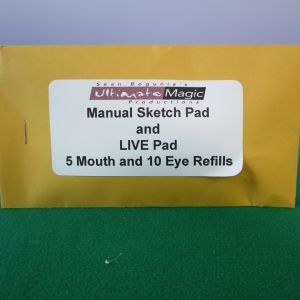 Sean Bogunia's
Ultimate Magic
Productions
Manual Sketch Pad
and
LIVE Pad
5 Mouth and 10 Eye Refills